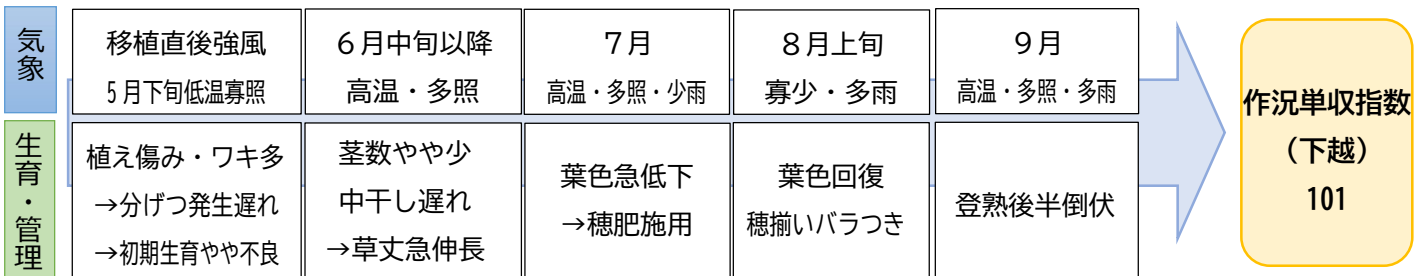 気象
移植直後強風
5月下旬低温寡照
6月中旬以降
高温・多照
7月
高温・多照・少雨
8月上旬
寡少・多雨
9月
高温・多照・多雨
生育・管理
植え傷み・ワキ多
→分げつ発生遅れ
→初期生育やや不良
茎数やや少
中干し遅れ
→草丈急伸長
葉色急低下
→穂肥施用
葉色回復
穂揃いバラつき
登熟後半倒伏
作況単収指数
（下越）
101